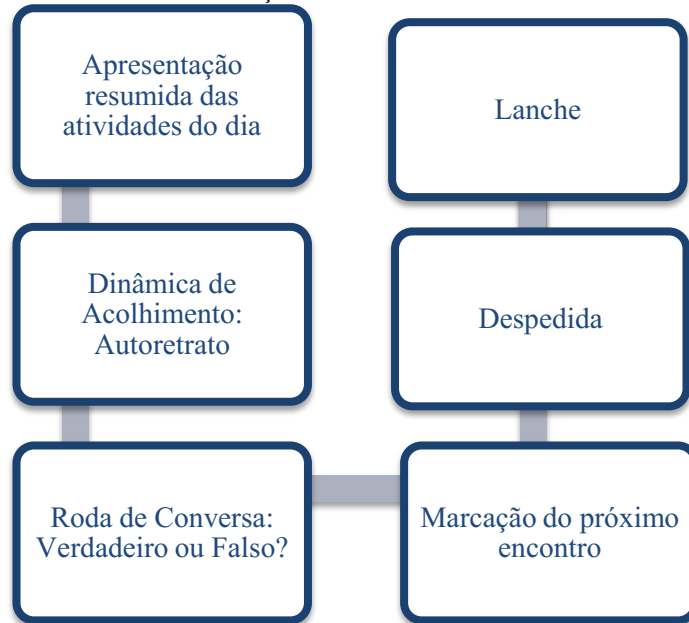 Apresentação
resumida das
atividades do dia
Dinâmica de
Acolhimento:
Autoretrato
Roda de Conversa:
Verdadeiro ou Falso?
Marcação do próximo
encontro
Despedida
Lanche